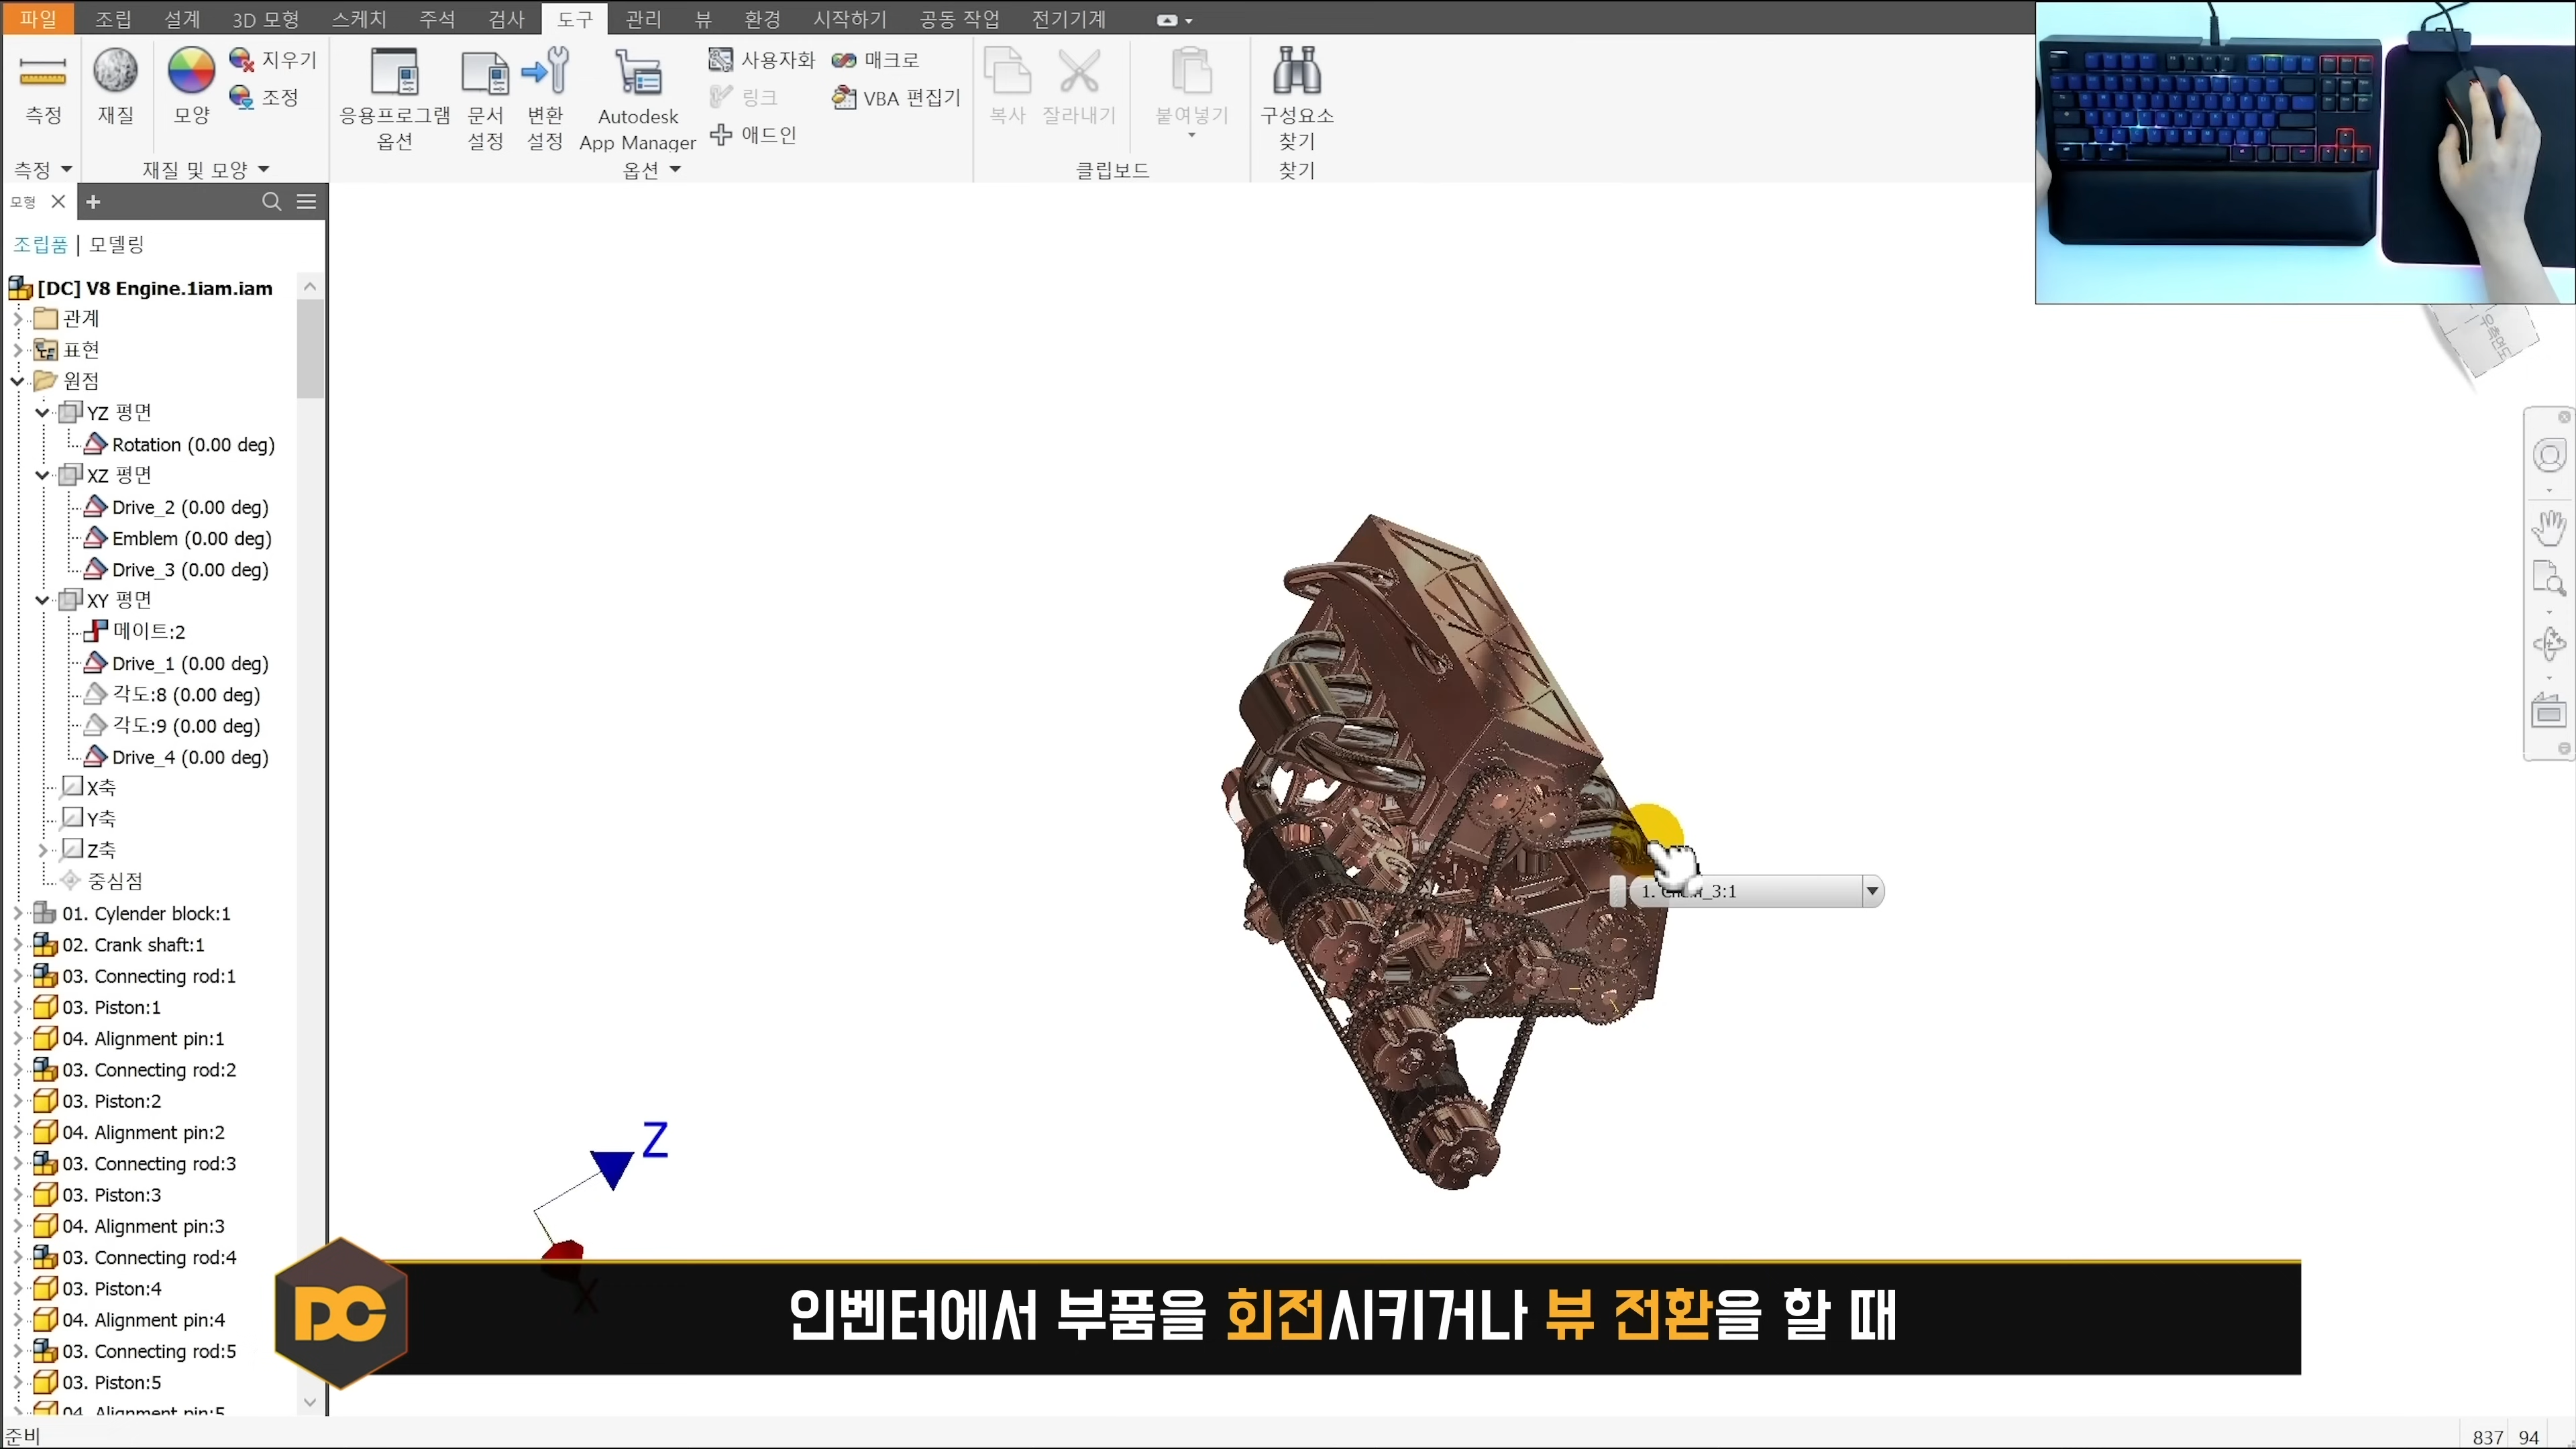 파일 조립 설계 3D 모형 스케치 주석 검사 도구 관리 뷰 환경 시작하기 공동 작업 전기기계
측정
재질
모양
지우기
조정
응용프로그램
옵션
문서
설정
변환
설정
Autodesk
App Manager
사용자화
링크
애드인
매크로
VBA 편집기
복사
잘라내기
붙여넣기
구성요소
찾기
측정
재질 및 모양
옵션
클립보드
찾기
모형
조립품 | 모델링
[DC] V8 Engine.1iam.iam
관계
표현
원점
YZ 평면
Rotation (0.00 deg)
XZ 평면
Drive_2 (0.00 deg)
Emblem (0.00 deg)
Drive_3 (0.00 deg)
XY 평면
메이트:2
Drive_1 (0.00 deg)
각도:8 (0.00 deg)
각도:9 (0.00 deg)
Drive_4 (0.00 deg)
X축
Y축
Z축
중심점
01. Cylender block:1
02. Crank shaft:1
03. Connecting rod:1
03. Piston:1
04. Alignment pin:1
03. Connecting rod:2
03. Piston:2
04. Alignment pin:2
03. Connecting rod:3
03. Piston:3
04. Alignment pin:3
03. Connecting rod:4
03. Piston:4
04. Alignment pin:4
03. Connecting rod:5
03. Piston:5
04. Alignment pin:5
Z
X
DC
인벤터에서 부품을 회전시키거나 뷰 전환을 할 때
준비
837 94